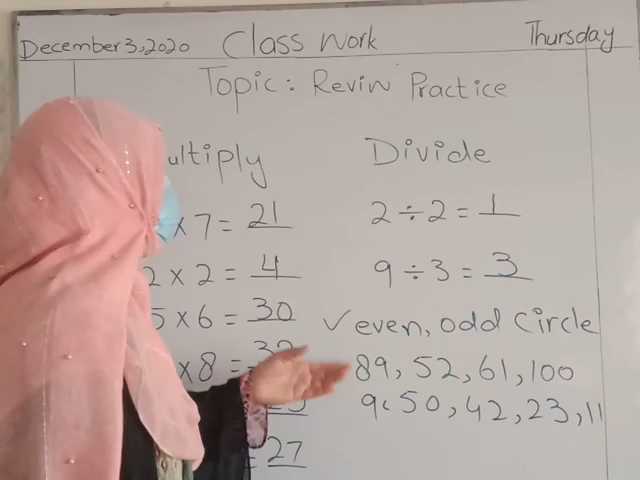 December 3, 2020 Class work Thursday
Topic: Reviw Practice
ultiply Divide
x 7 = 21 2 ÷ 2 = 1
2 x 2 = 4 9 ÷ 3 = 3
5 x 6 = 30 ✓even, odd circle
x 8 = 32 89, 52, 61, 100
9, 50, 42, 23, 11
= 27